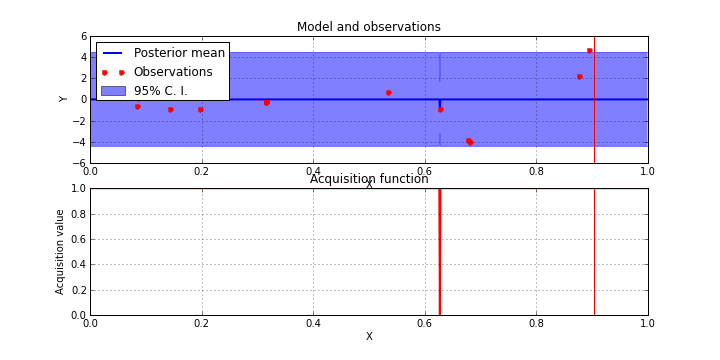 Model and observations
6
4
2
0
−2
−4
−6
Y
Posterior mean
Observations
95% C. I.
0.0 0.2 0.4 0.6 0.8 1.0
X
Acquisition function
1.0
0.8
0.6
0.4
0.2
0.0
Acquisition value
0.0 0.2 0.4 0.6 0.8 1.0
X